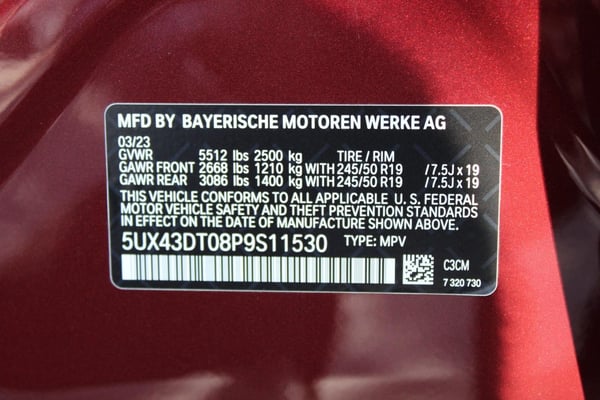 MFD BY BAYERISCHE MOTOREN WERKE AG
03/23
GVWR 5512 lbs 2500 kg TIRE / RIM
GAWR FRONT 2668 lbs 1210 kg WITH 245/50 R19 / 7.5J x 19
GAWR REAR 3086 lbs 1400 kg WITH 245/50 R19 / 7.5J x 19
THIS VEHICLE CONFORMS TO ALL APPLICABLE U. S. FEDERAL
MOTOR VEHICLE SAFETY AND THEFT PREVENTION STANDARDS
IN EFFECT ON THE DATE OF MANUFACTURE SHOWN ABOVE.
5UX43DT08P9S11530 TYPE: MPV
C3CM
7 320 730